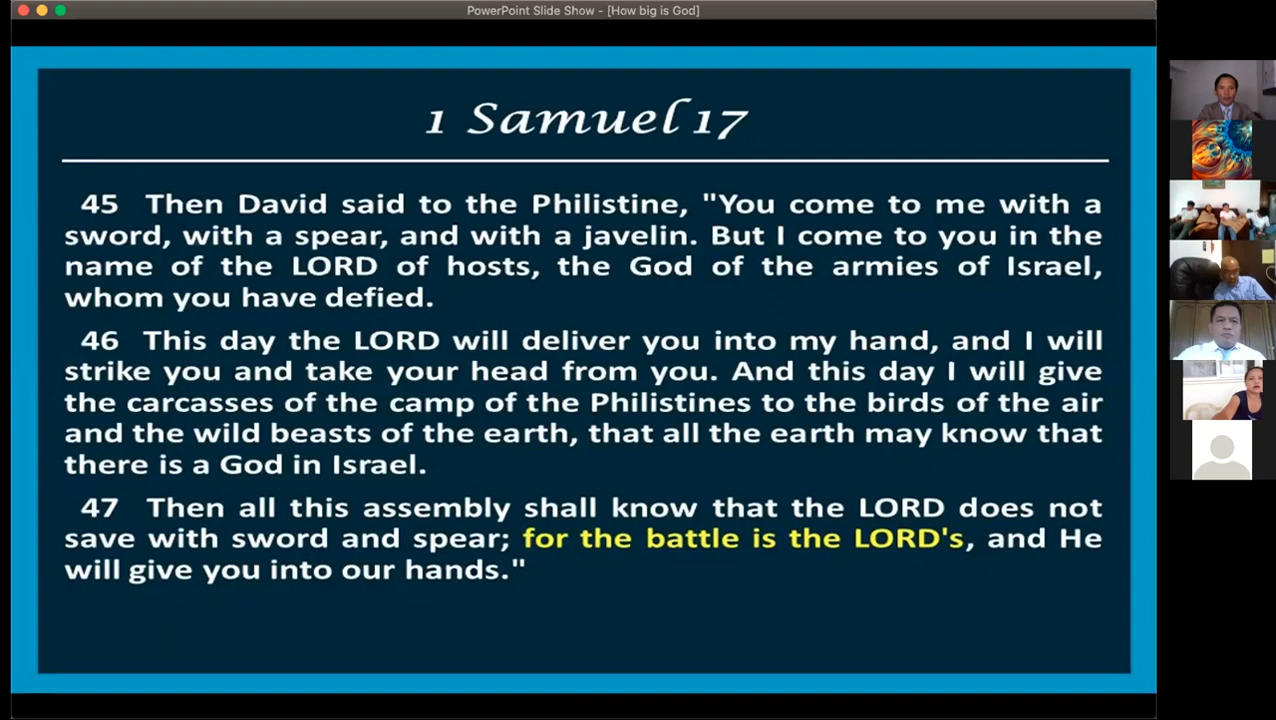 PowerPoint Slide Show - [How big is God]
1 Samuel 17
45 Then David said to the Philistine, "You come to me with a
sword, with a spear, and with a javelin. But I come to you in the
name of the LORD of hosts, the God of the armies of Israel,
whom you have defied.
46 This day the LORD will deliver you into my hand, and I will
strike you and take your head from you. And this day I will give
the carcasses of the camp of the Philistines to the birds of the air
and the wild beasts of the earth, that all the earth may know that
there is a God in Israel.
47 Then all this assembly shall know that the LORD does not
save with sword and spear; for the battle is the LORD's, and He
will give you into our hands."